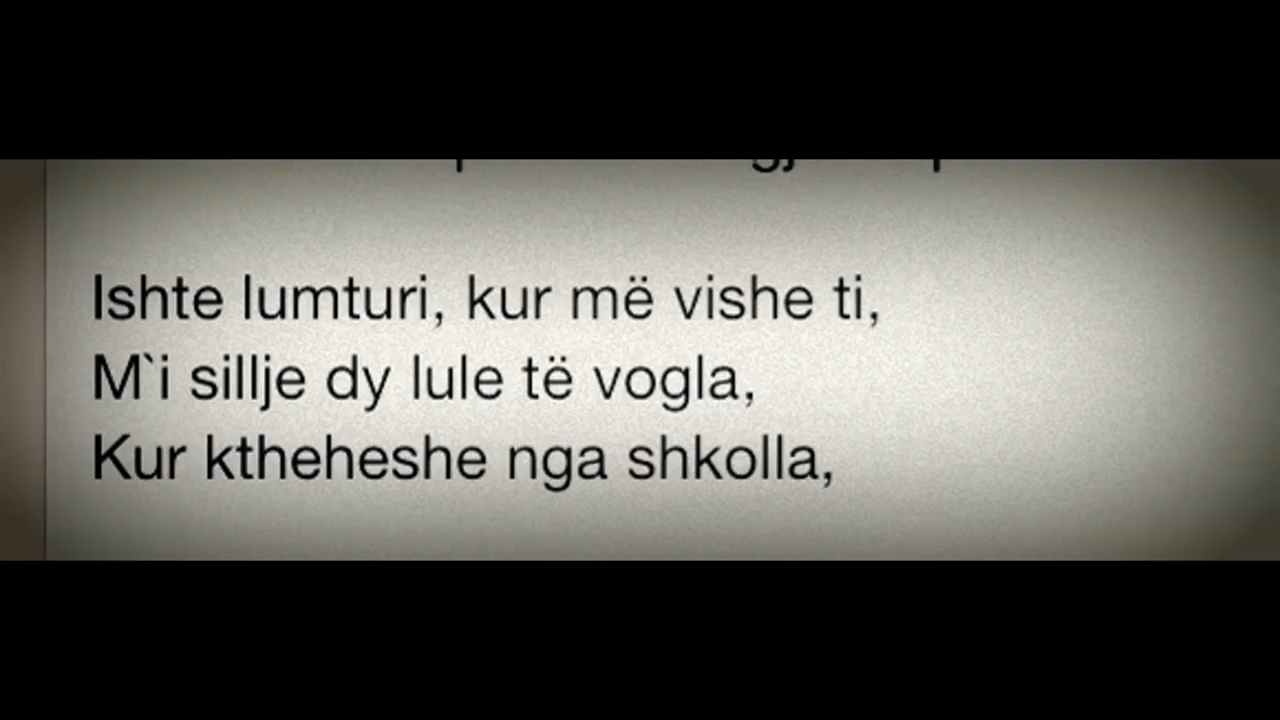 Ishte lumturi, kur më vishe ti,
M`i sillje dy lule të vogla,
Kur ktheheshe nga shkolla,